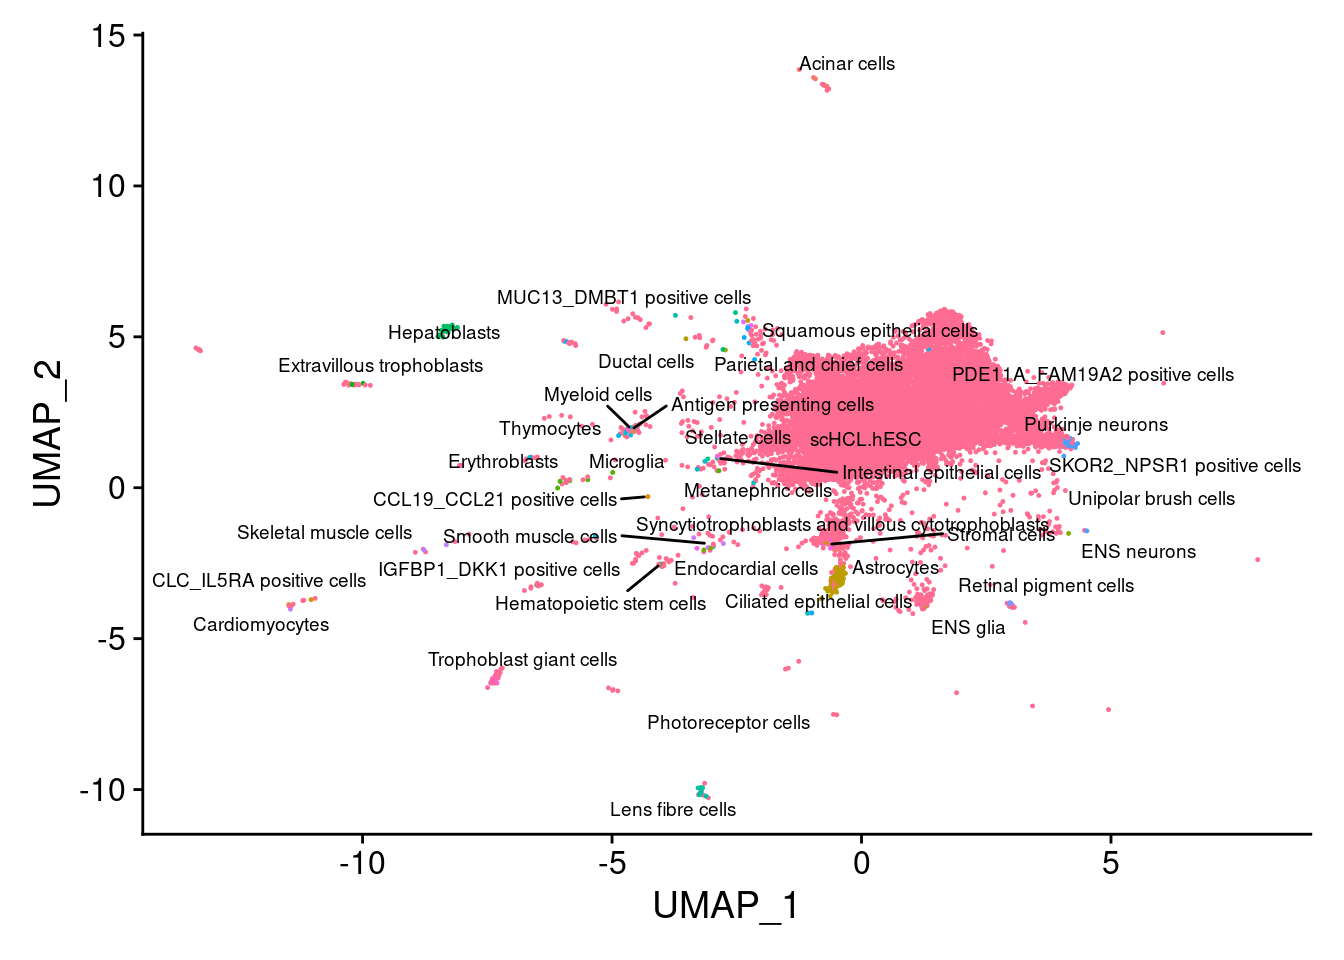 15
10
5
0
-5
-10
UMAP_2
Acinar cells
MUC13_DMBT1 positive cells
Hepatoblasts
Squamous epithelial cells
Extravillous trophoblasts
Ductal cells
Parietal and chief cells
PDE11A_FAM19A2 positive cells
Myeloid cells
Antigen presenting cells
Thymocytes
Stellate cells
scHCL.hESC
Purkinje neurons
Erythroblasts
Microglia
Intestinal epithelial cells
SKOR2_NPSR1 positive cells
CCL19_CCL21 positive cells
Metanephric cells
Unipolar brush cells
Skeletal muscle cells
Smooth muscle cells
Syncytiotrophoblasts and villous cytotrophoblasts
Stromal cells
ENS neurons
CLC_IL5RA positive cells
IGFBP1_DKK1 positive cells
Endocardial cells
Astrocytes
Retinal pigment cells
Hematopoietic stem cells
Ciliated epithelial cells
Cardiomyocytes
ENS glia
Trophoblast giant cells
Photoreceptor cells
Lens fibre cells
-10
-5
0
5
UMAP_1